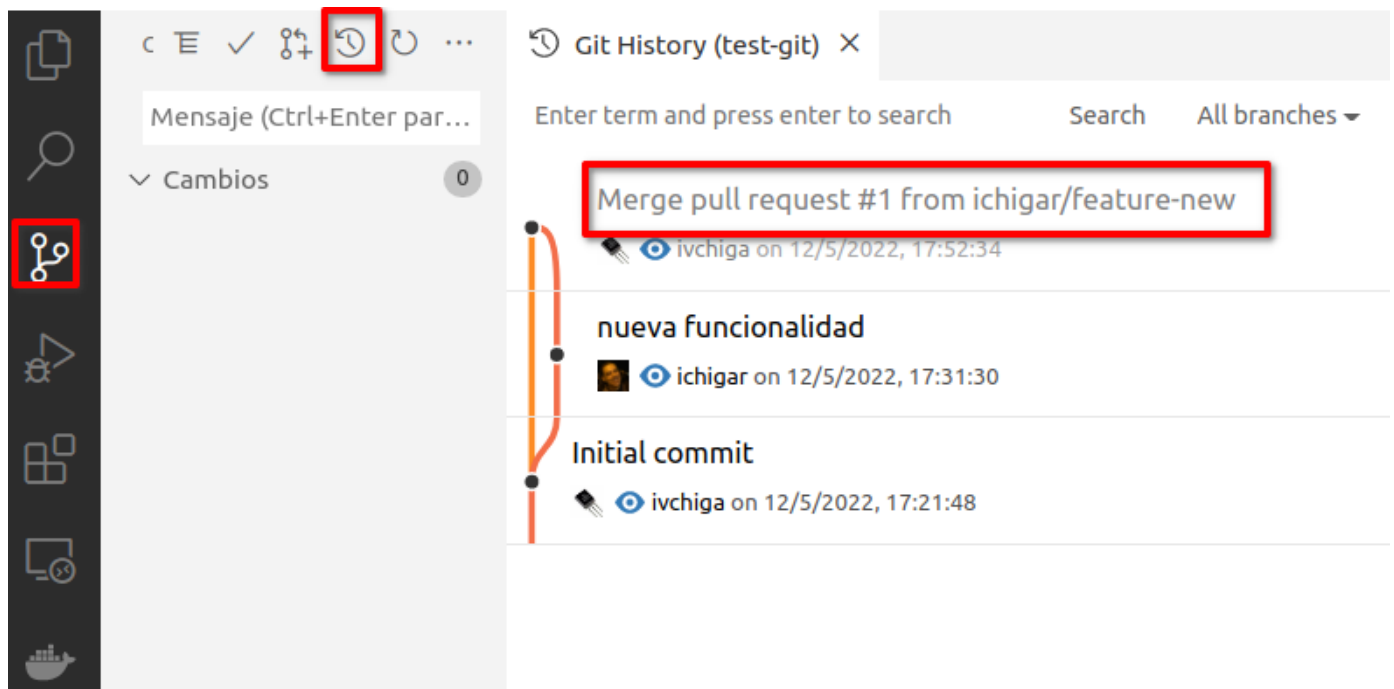 Git History (test-git)
Mensaje (Ctrl+Enter par...
Enter term and press enter to search Search All branches
Cambios 0
Merge pull request #1 from ichigar/feature-new
ivchiga on 12/5/2022, 17:52:34
nueva funcionalidad
ichigar on 12/5/2022, 17:31:30
Initial commit
ivchiga on 12/5/2022, 17:21:48